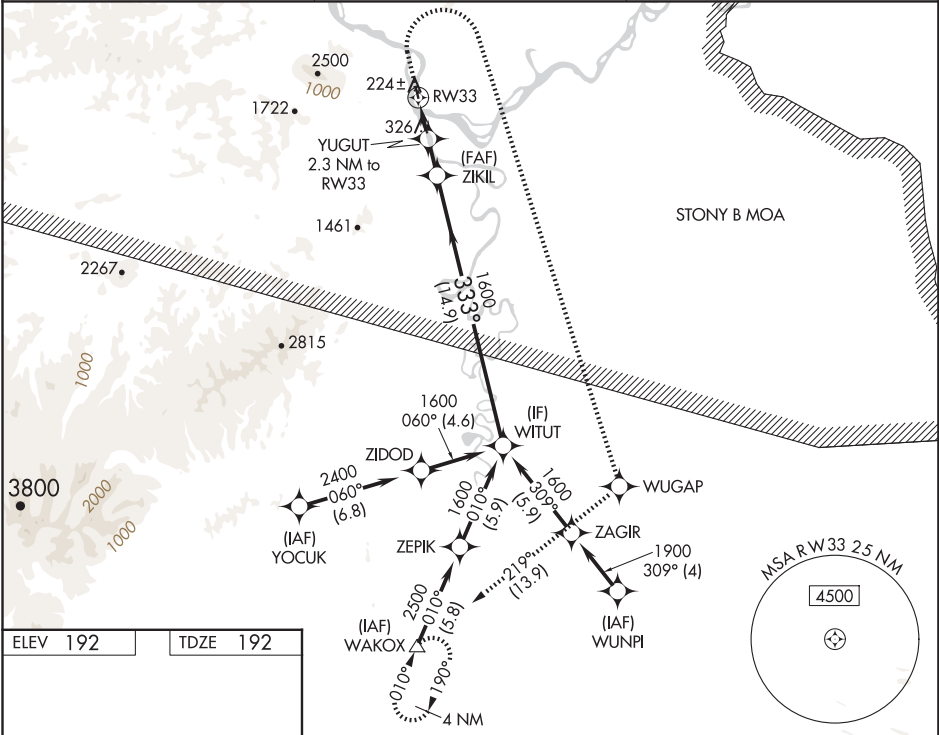 2500
1000
224±
RW33
1722
326
YUGUT
2.3 NM to
RW33
(FAF)
ZIKIL
STONY B MOA
1461
2267
1600
333°
(14.9)
2815
1000
1600
060° (4.6)
(IF)
WITUT
ZIDOD
3800
2000
1000
2400
060°
(6.8)
(IAF)
YOCUK
1600
010°
(5.9)
ZEPIK
1600
309°
(5.9)
WUGAP
ZAGIR
1900
309° (4)
219°
(13.9)
(IAF)
WUNPI
2500
010°
(5.8)
(IAF)
WAKOX
010°
190°
4 NM
MSA RW33 25 NM
4500
ELEV 192
TDZE 192